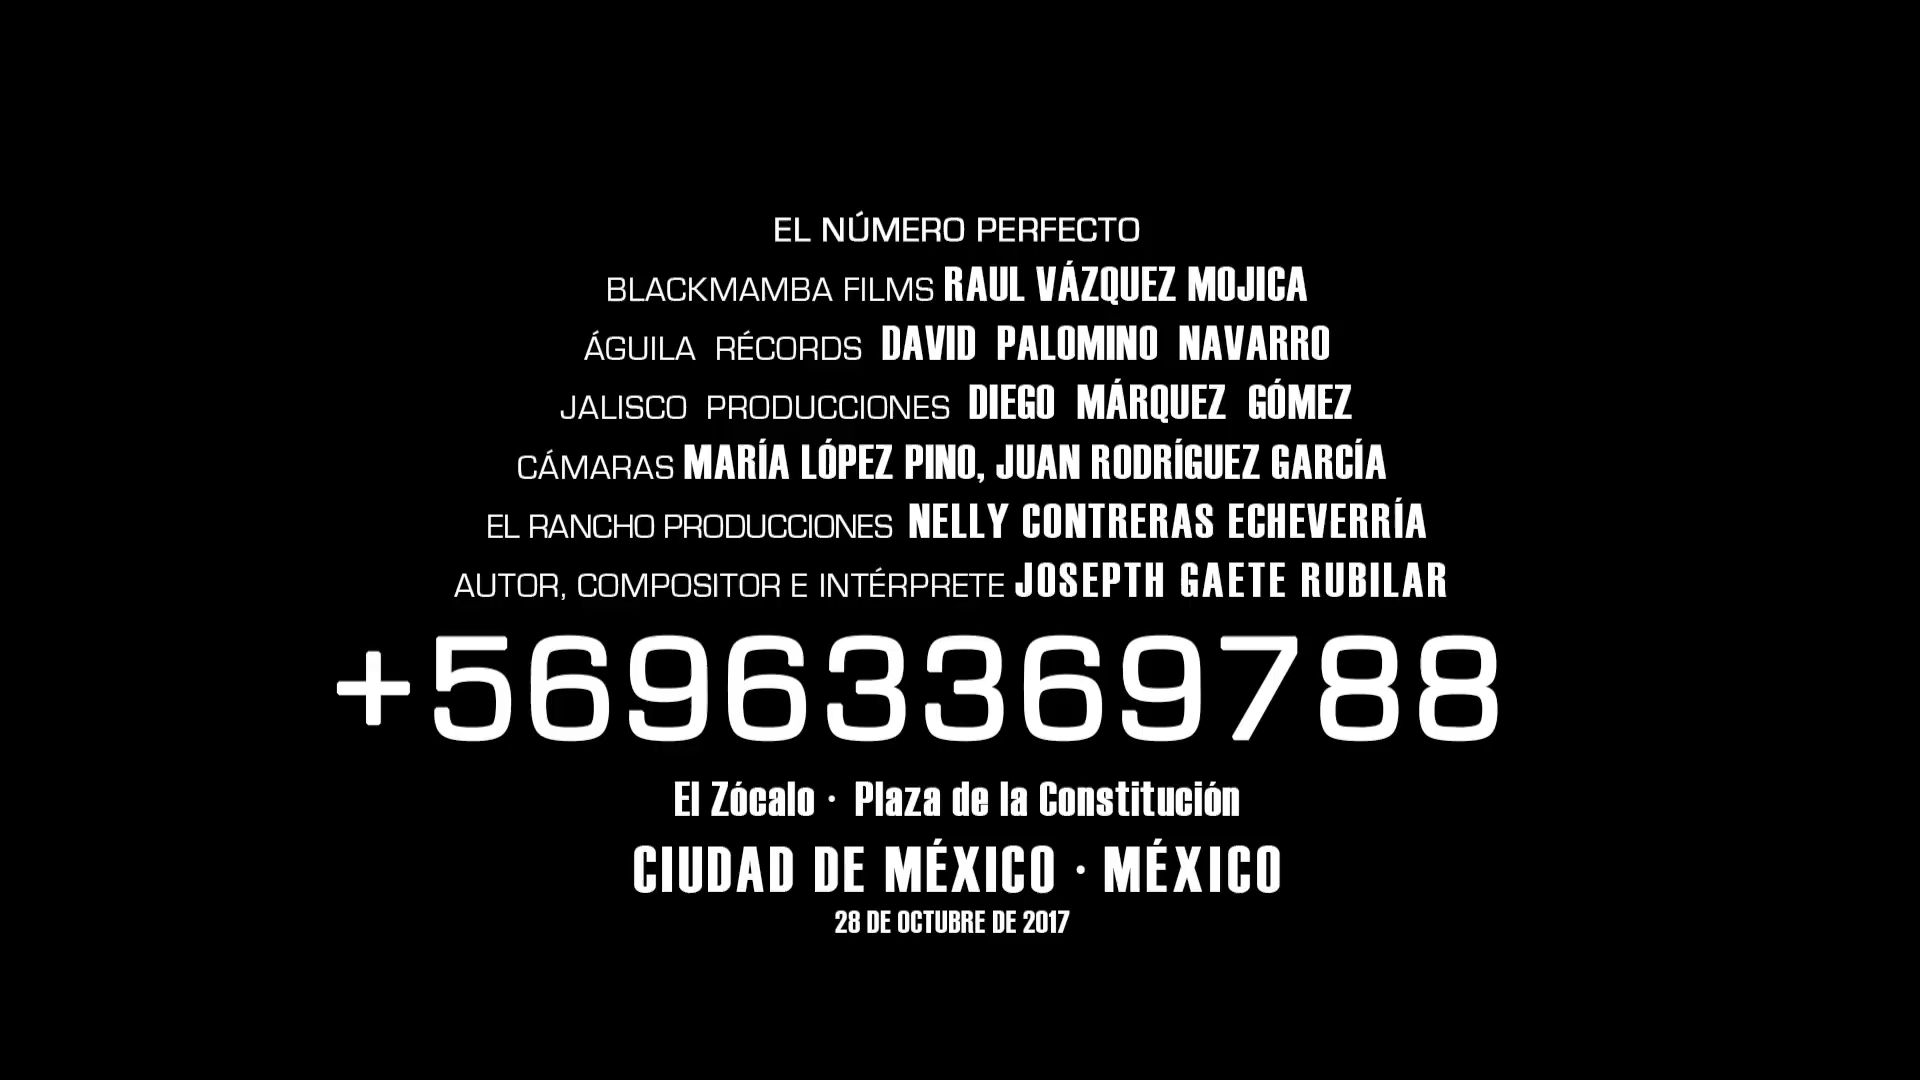 EL NÚMERO PERFECTO
BLACKMAMBA FILMS RAUL VÁZQUEZ MOJICA
ÁGUILA RÉCORDS DAVID PALOMINO NAVARRO
JALISCO PRODUCCIONES DIEGO MÁRQUEZ GÓMEZ
CÁMARAS MARÍA LÓPEZ PINO, JUAN RODRÍGUEZ GARCÍA
EL RANCHO PRODUCCIONES NELLY CONTRERAS ECHEVERRÍA
AUTOR, COMPOSITOR E INTÉRPRETE JOSEPTH GAETE RUBILAR
+56963369788
El Zócalo · Plaza de la Constitución
CIUDAD DE MÉXICO · MÉXICO
28 DE OCTUBRE DE 2017